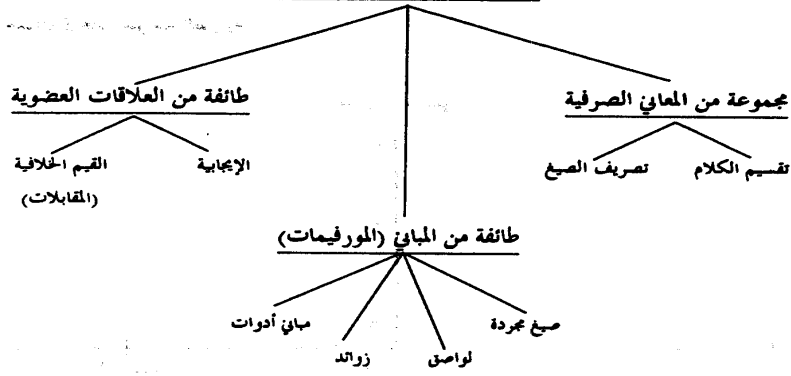 مجموعة من المعاني الصرفية
طائفة من العلاقات العضوية
تقسيم الكلام
تصريف الصيغ
الإيجابية
القيم الخلافية
(المقابلات)
طائفة من المباني (المورفيمات)
صيغ مجردة
لواصق
زوائد
مباني أدوات